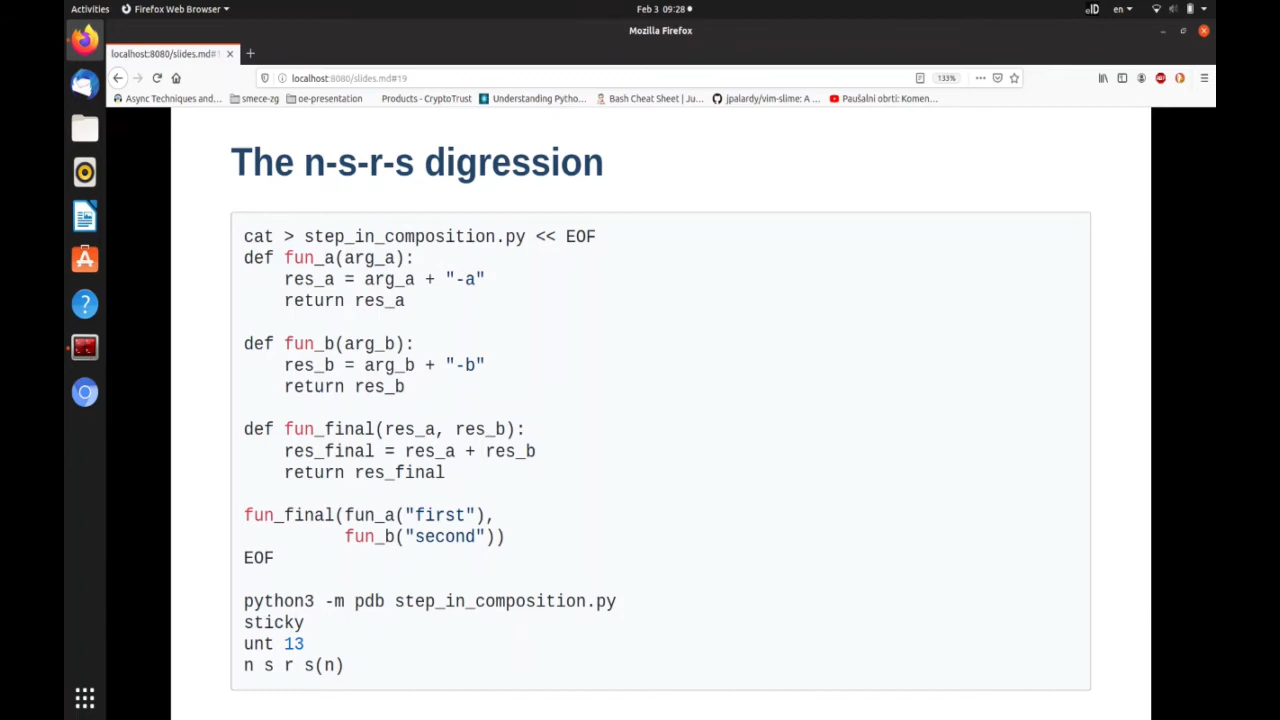 Activities
Firefox Web Browser
Feb 3 09:28
en
Mozilla Firefox
localhost:8080/slides.md#1
localhost:8080/slides.md#19
133%
Async Techniques and...
smece-zg
oe-presentation
Products - CryptoTrust
Understanding Pytho...
Bash Cheat Sheet | Ju...
jpalardy/vim-slime: A ...
Paušalni obrti: Komen...
The n-s-r-s digression
cat > step_in_composition.py << EOF
def fun_a(arg_a):
    res_a = arg_a + "-a"
    return res_a
def fun_b(arg_b):
    res_b = arg_b + "-b"
    return res_b
def fun_final(res_a, res_b):
    res_final = res_a + res_b
    return res_final
fun_final(fun_a("first"),
          fun_b("second"))
EOF
python3 -m pdb step_in_composition.py
sticky
unt 13
n s r s(n)